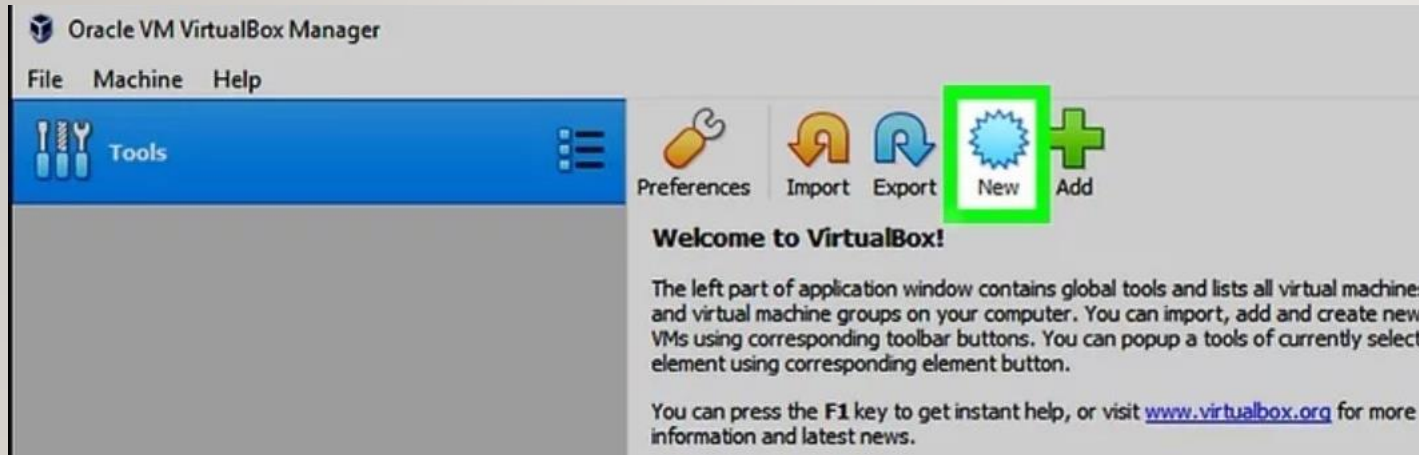 Oracle VM VirtualBox Manager
File Machine Help
Tools
Preferences Import Export New Add
Welcome to VirtualBox!
The left part of application window contains global tools and lists all virtual machines
and virtual machine groups on your computer. You can import, add and create new
VMs using corresponding toolbar buttons. You can popup a tools of currently select
element using corresponding element button.
You can press the F1 key to get instant help, or visit www.virtualbox.org for more
information and latest news.